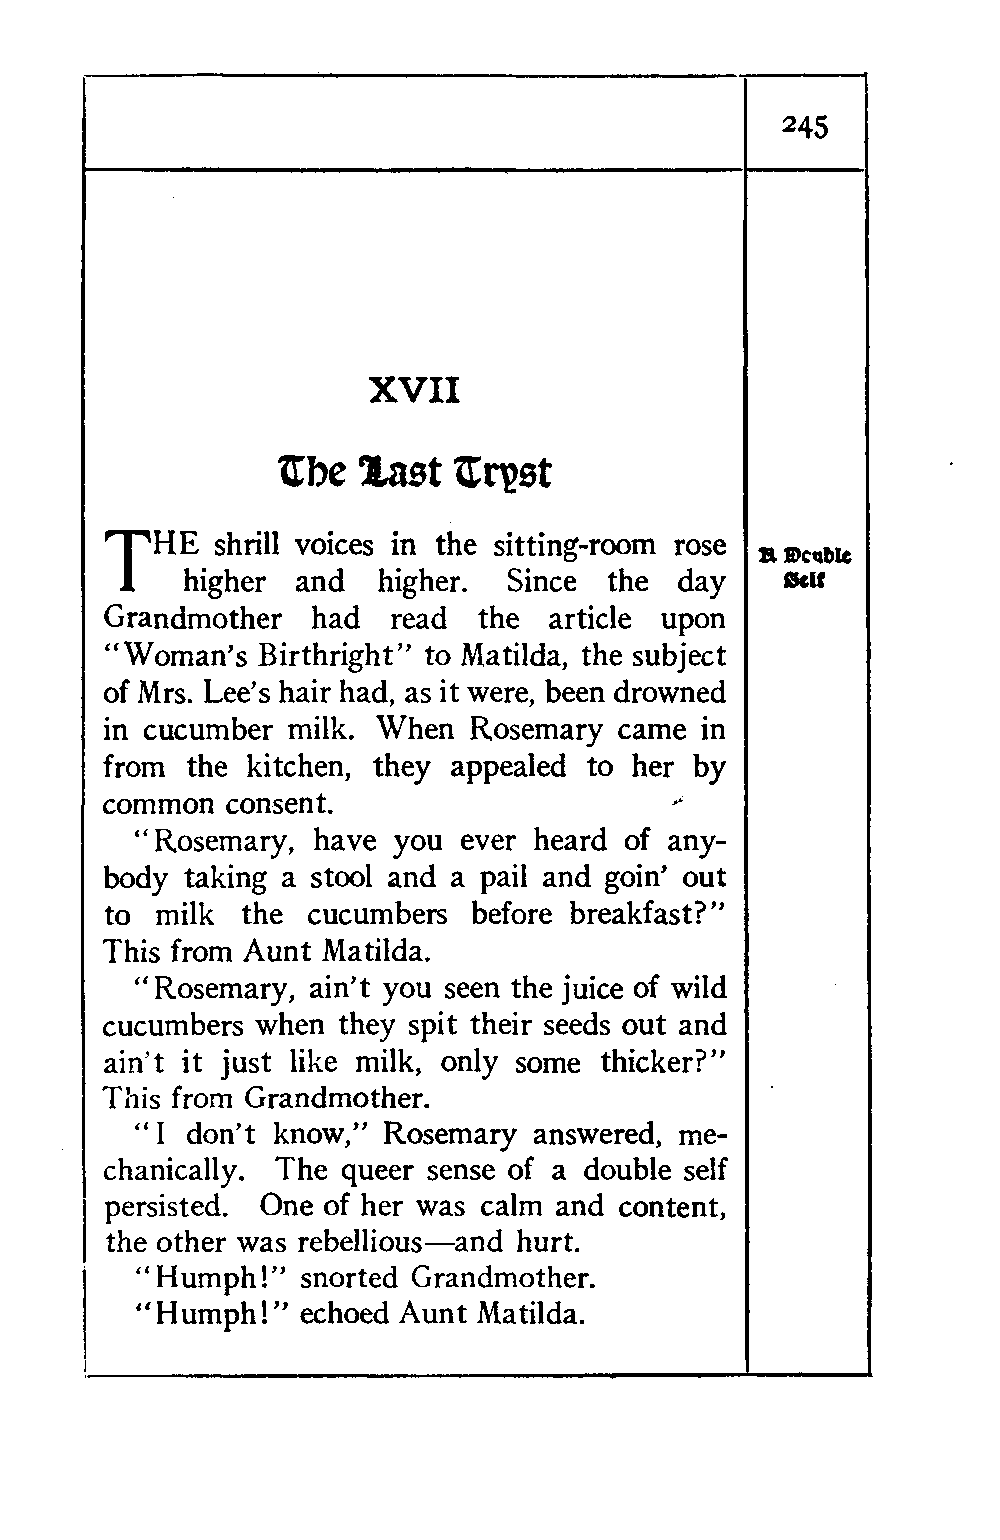 245
XVII
The Last Tryst
THE shrill voices in the sitting-room rose
higher and higher. Since the day
Grandmother had read the article upon
"Woman's Birthright" to Matilda, the subject
of Mrs. Lee's hair had, as it were, been drowned
in cucumber milk. When Rosemary came in
from the kitchen, they appealed to her by
common consent.
"Rosemary, have you ever heard of any-
body taking a stool and a pail and goin' out
to milk the cucumbers before breakfast?"
This from Aunt Matilda.
"Rosemary, ain't you seen the juice of wild
cucumbers when they spit their seeds out and
ain't it just like milk, only some thicker?"
This from Grandmother.
"I don't know," Rosemary answered, me-
chanically. The queer sense of a double self
persisted. One of her was calm and content,
the other was rebellious—and hurt.
"Humph!" snorted Grandmother.
"Humph!" echoed Aunt Matilda.
A Double
Self